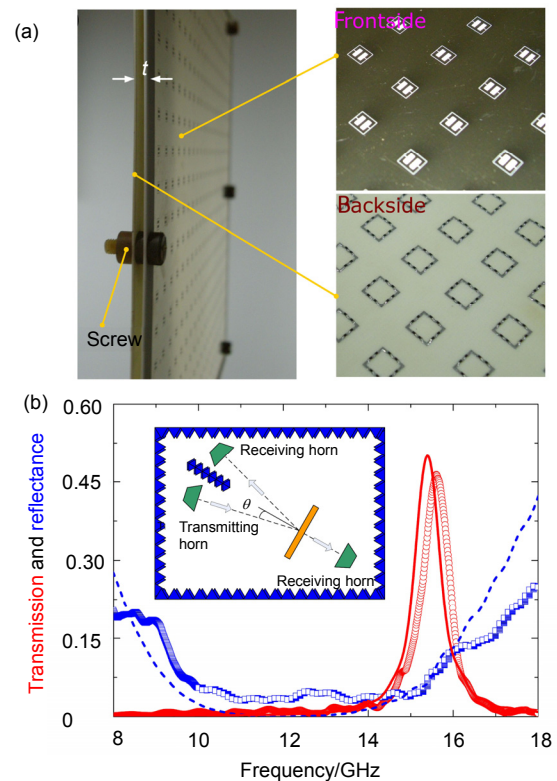 (a)
Frontside
t
Backside
Screw
(b)
0.60
0.45
0.30
0.15
0
Transmission and reflectance
Receiving horn
θ
Transmitting
horn
Receiving horn
8
10
12
14
16
18
Frequency/GHz